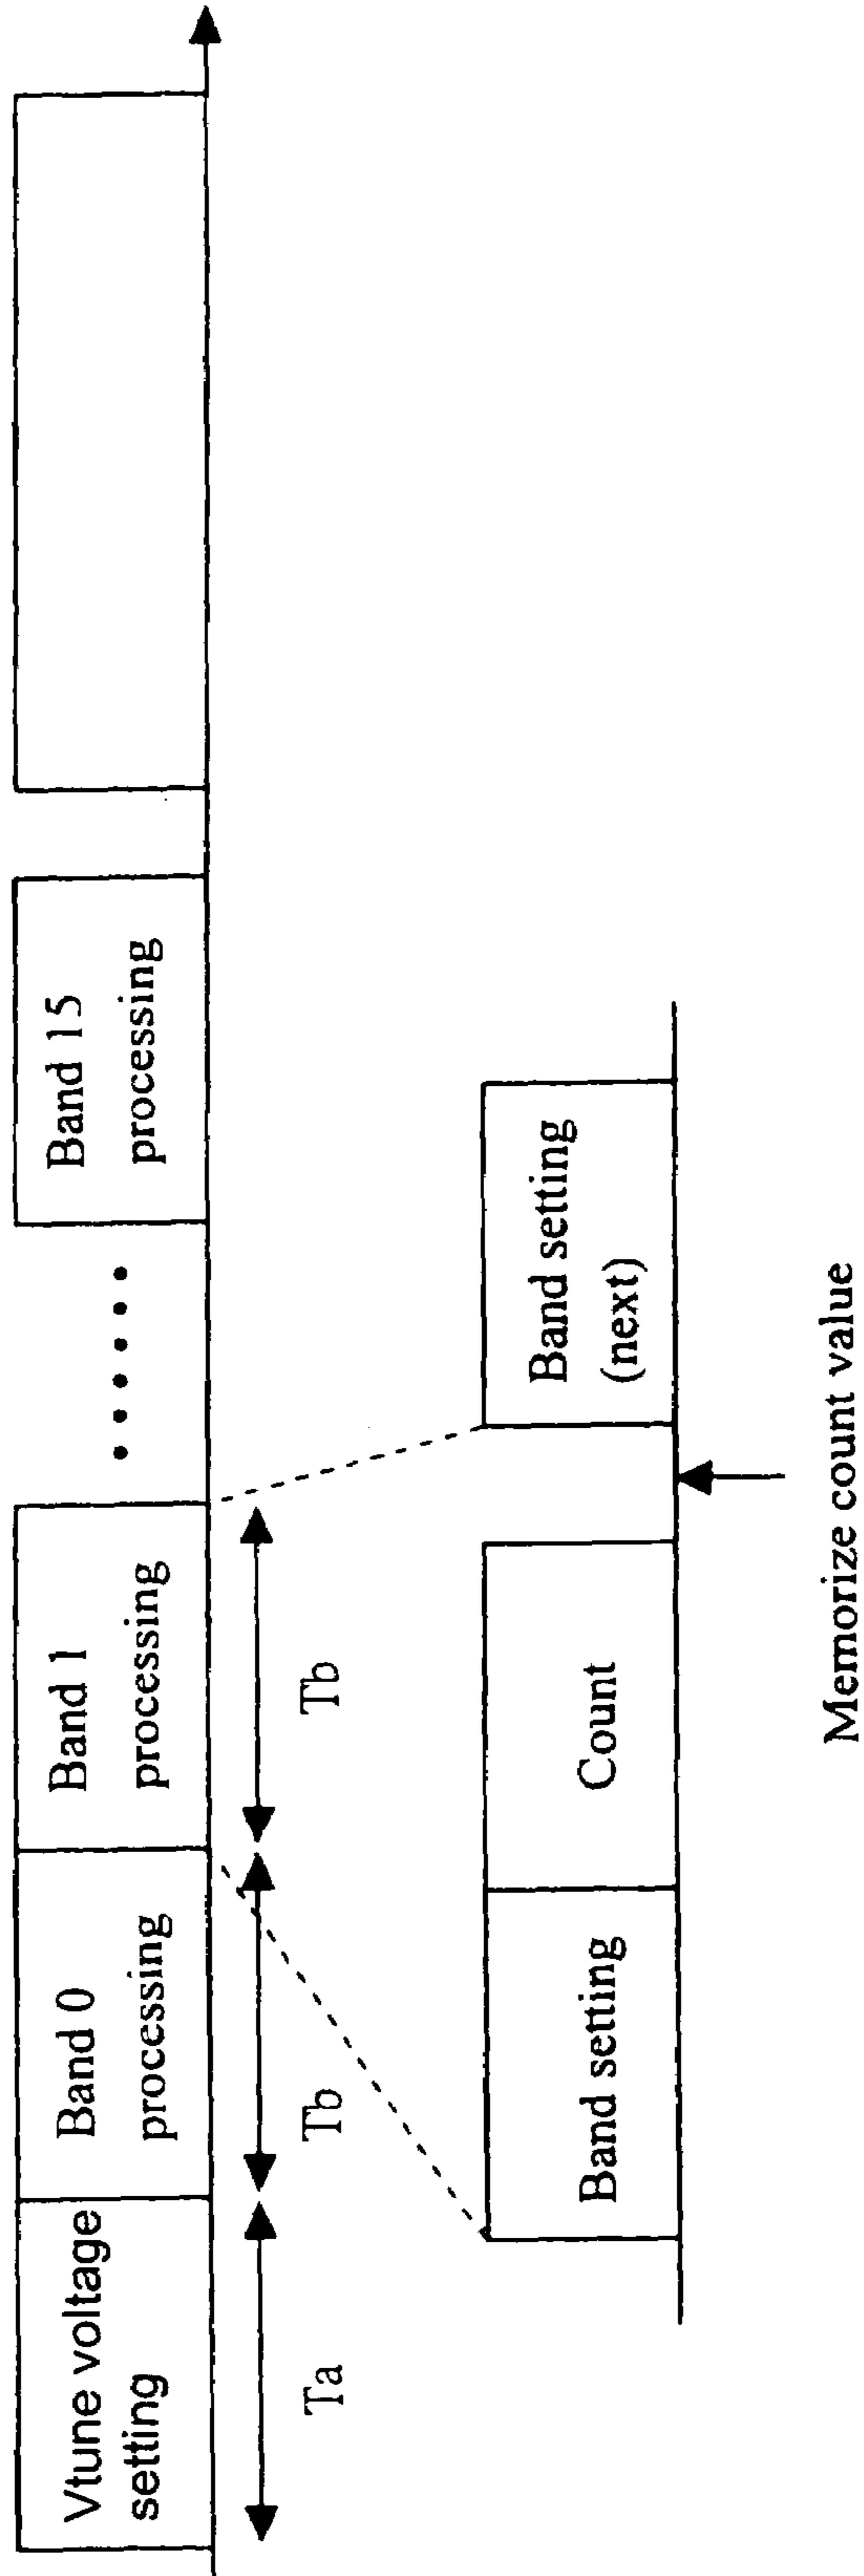 Vtune voltage
setting
Band 0
processing
Band 1
processing
Band 15
processing
Ta
Tb
Tb
Band setting
Count
Band setting
(next)
Memorize count value